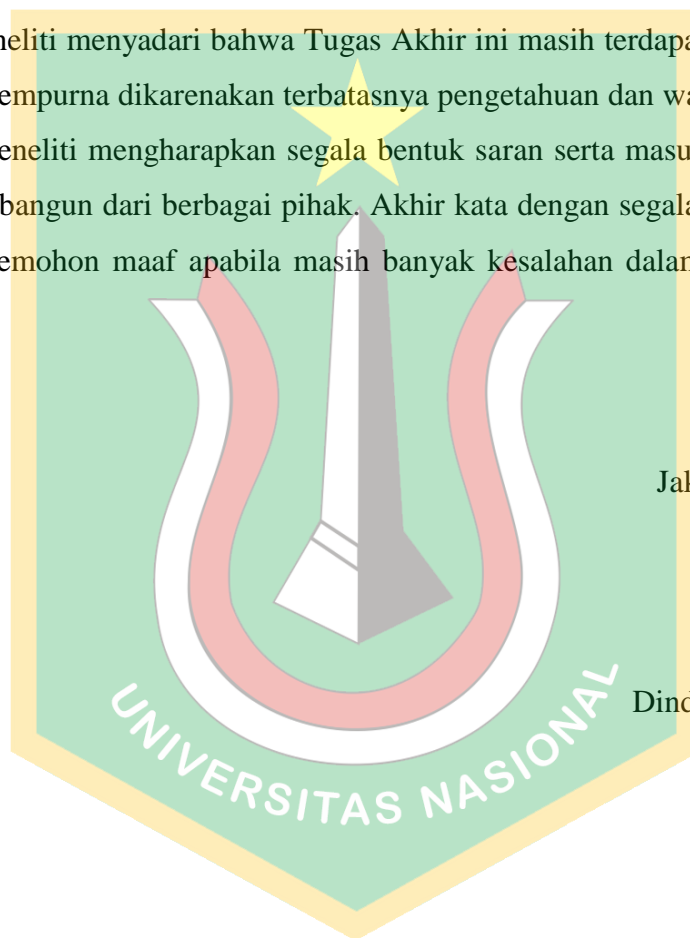 neliti menyadari bahwa Tugas Akhir ini masih terdapa
empurna dikarenakan terbatasnya pengetahuan dan wa
eneliti mengharapkan segala bentuk saran serta masu
bangun dari berbagai pihak. Akhir kata dengan segala
emohon maaf apabila masih banyak kesalahan dalam
Jak
Dind
UNIVERSITAS NASIONAL